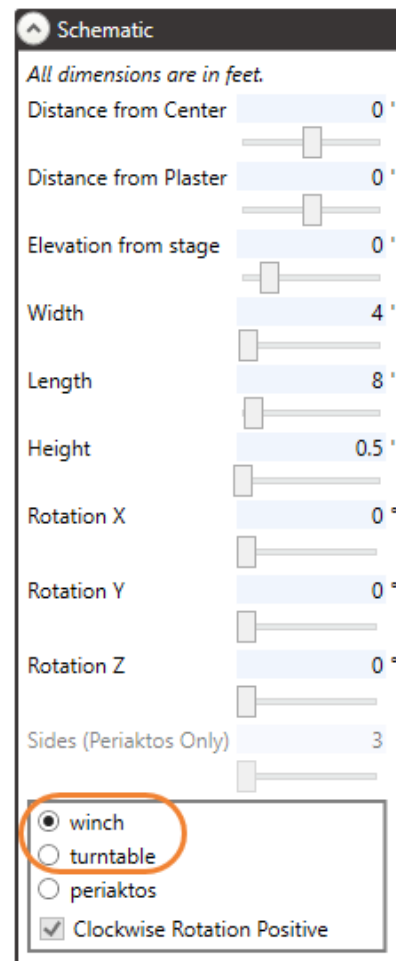 Schematic
All dimensions are in feet.
Distance from Center 0 '
Distance from Plaster 0 '
Elevation from stage 0 '
Width 4 '
Length 8 '
Height 0.5 '
Rotation X 0 °
Rotation Y 0 °
Rotation Z 0 °
Sides (Periaktos Only) 3
winch
turntable
periaktos
Clockwise Rotation Positive